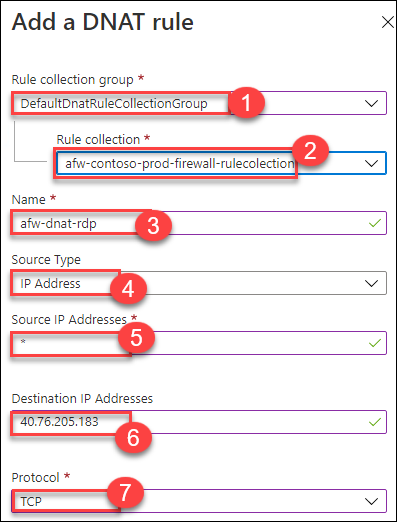 Add a DNAT rule
Rule collection group *
DefaultDnatRuleCollectionGroup
1
Rule collection *
2
afw-contoso-prod-firewall-rulecolection
Name *
afw-dnat-rdp
3
Source Type
IP Address
4
Source IP Addresses *
*
5
Destination IP Addresses
40.76.205.183
6
Protocol *
7
TCP